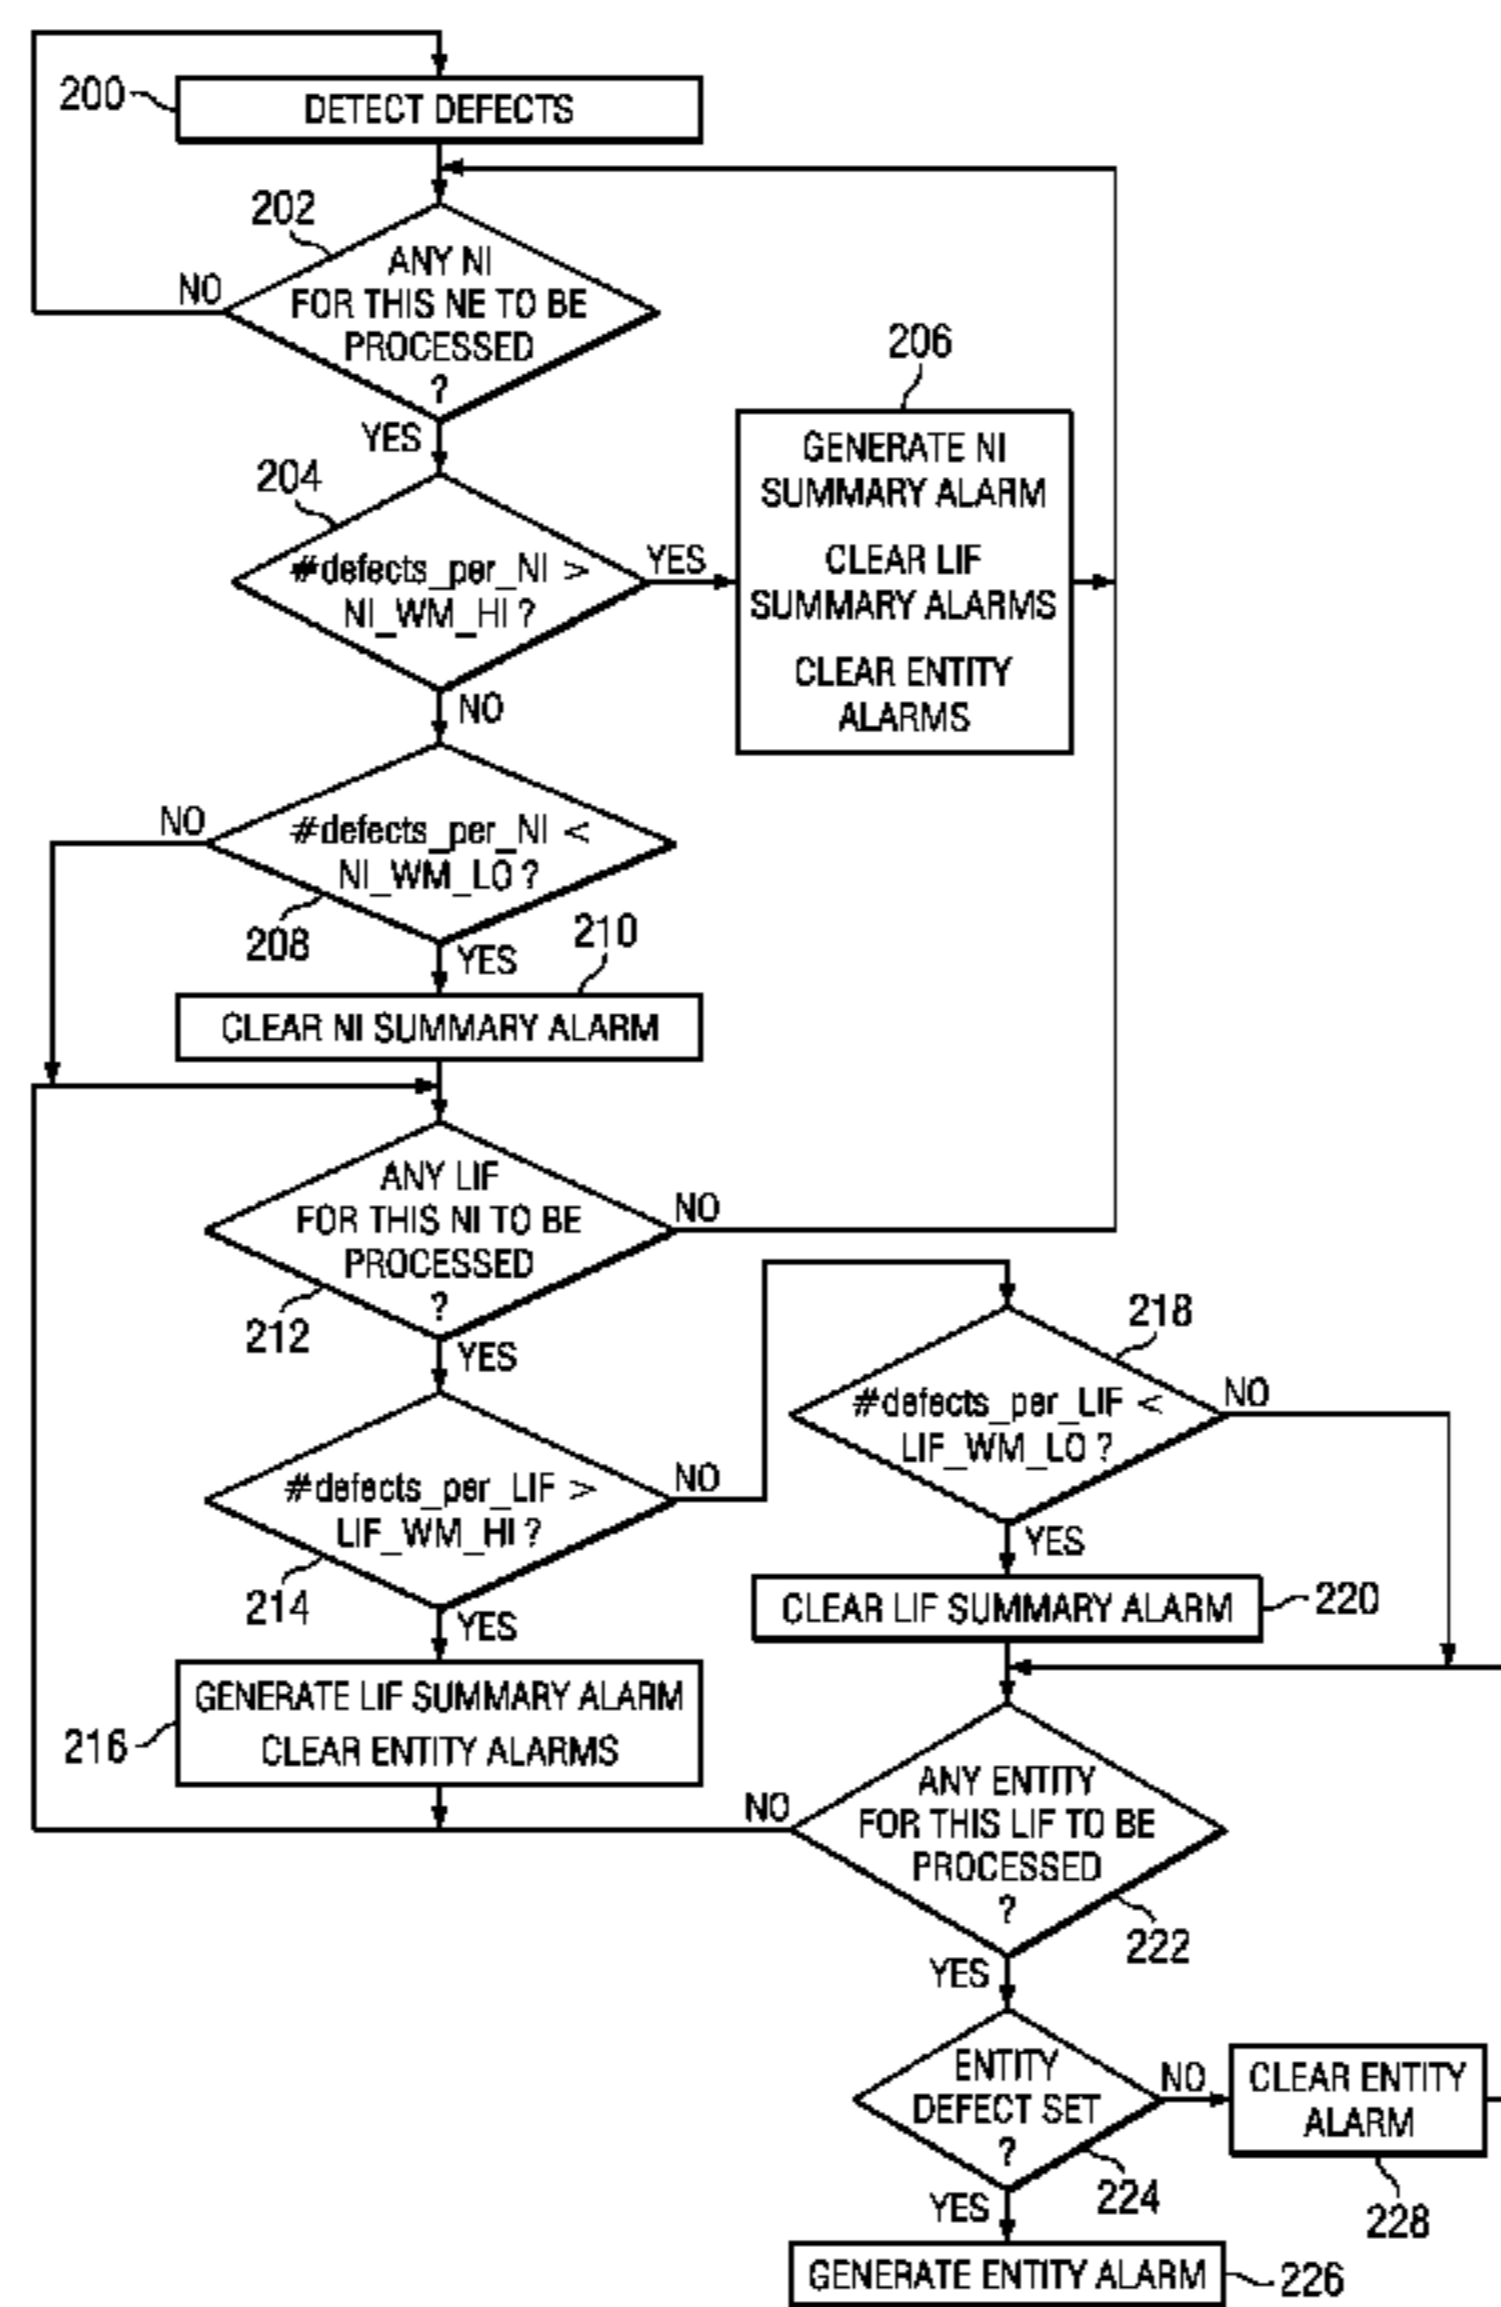 200
DETECT DEFECTS
202
ANY NI
FOR THIS NE TO BE
PROCESSED
?
NO
YES
204
#defects_per_NI >
NI_WM_HI ?
YES
NO
206
GENERATE NI
SUMMARY ALARM
CLEAR LIF
SUMMARY ALARMS
CLEAR ENTITY
ALARMS
NO
#defects_per_NI <
NI_WM_LO ?
208
YES
210
CLEAR NI SUMMARY ALARM
ANY LIF
FOR THIS NI TO BE
PROCESSED
?
NO
212
YES
#defects_per_LIF >
LIF_WM_HI ?
NO
214
YES
GENERATE LIF SUMMARY ALARM
CLEAR ENTITY ALARMS
216
218
#defects_per_LIF <
LIF_WM_LO ?
NO
YES
CLEAR LIF SUMMARY ALARM
220
NO
ANY ENTITY
FOR THIS LIF TO BE
PROCESSED
?
222
YES
ENTITY
DEFECT SET
?
NO
224
CLEAR ENTITY
ALARM
228
YES
GENERATE ENTITY ALARM
226